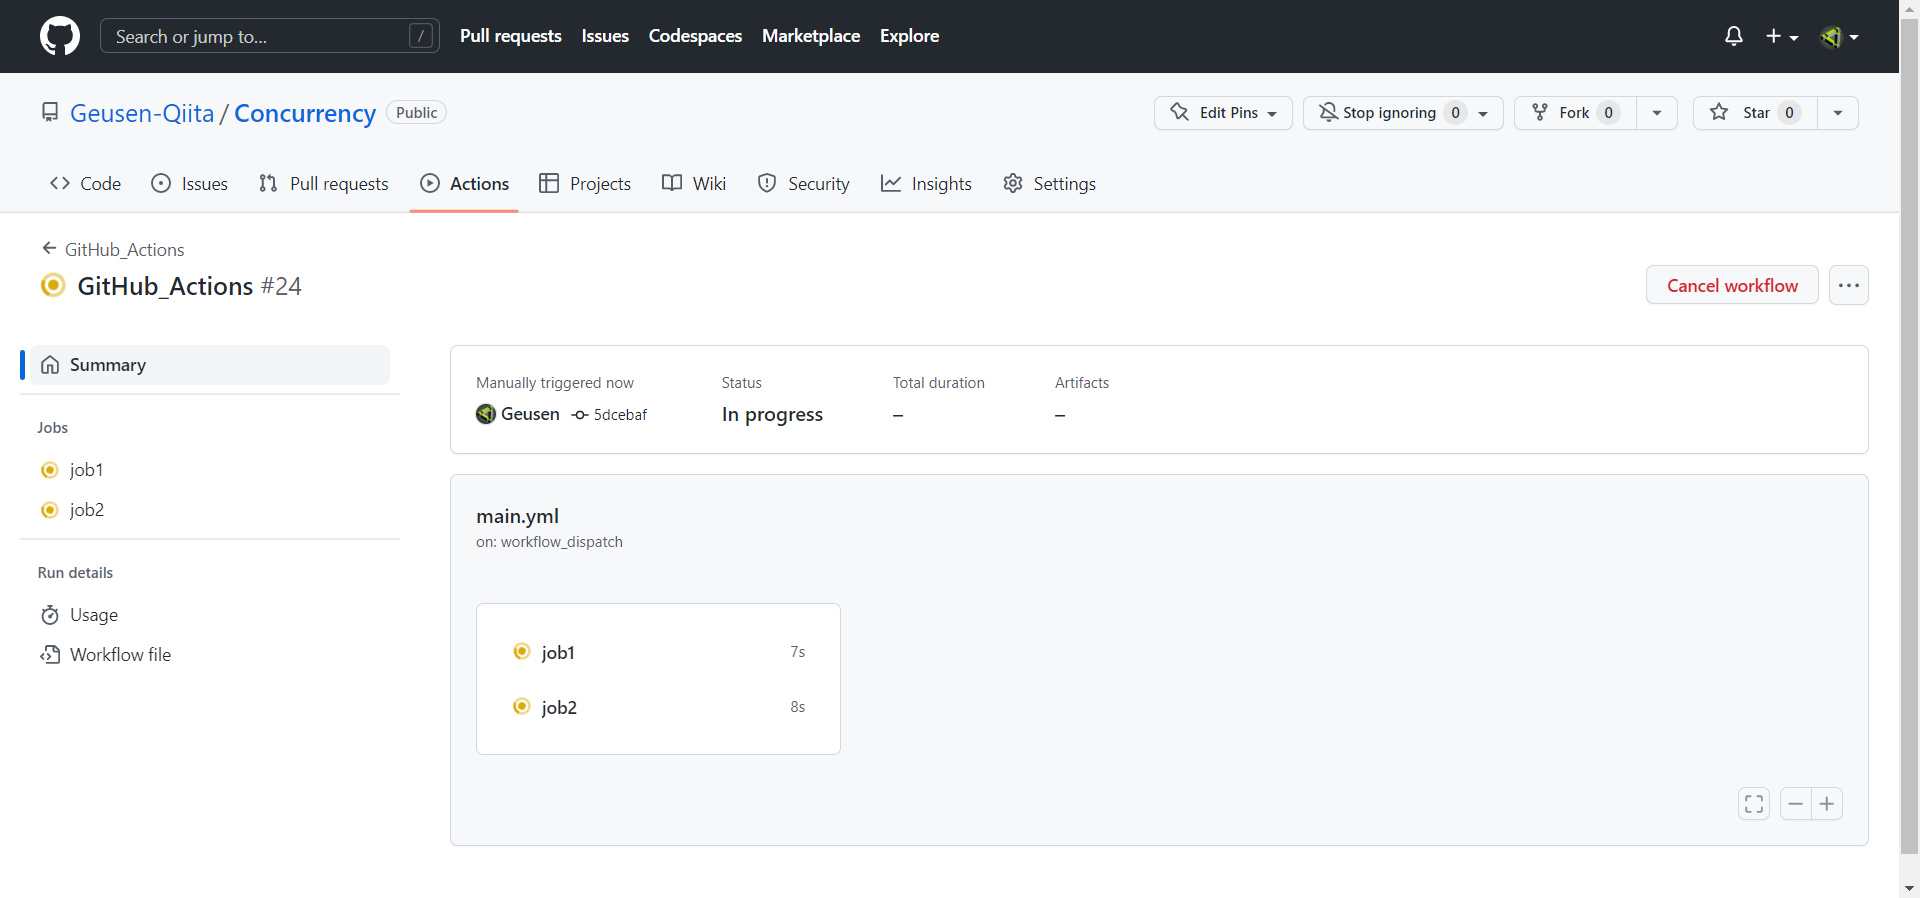 Search or jump to... / Pull requests Issues Codespaces Marketplace Explore
Geusen-Qiita / Concurrency Public Edit Pins Stop ignoring 0 Fork 0 Star 0
Code Issues Pull requests Actions Projects Wiki Security Insights Settings
GitHub_Actions
GitHub_Actions #24 Cancel workflow
Summary
Jobs
job1
job2
Run details
Usage
Workflow file
Manually triggered now Status Total duration Artifacts
Geusen 5dcebaf In progress – –
main.yml
on: workflow_dispatch
job1 7s
job2 8s